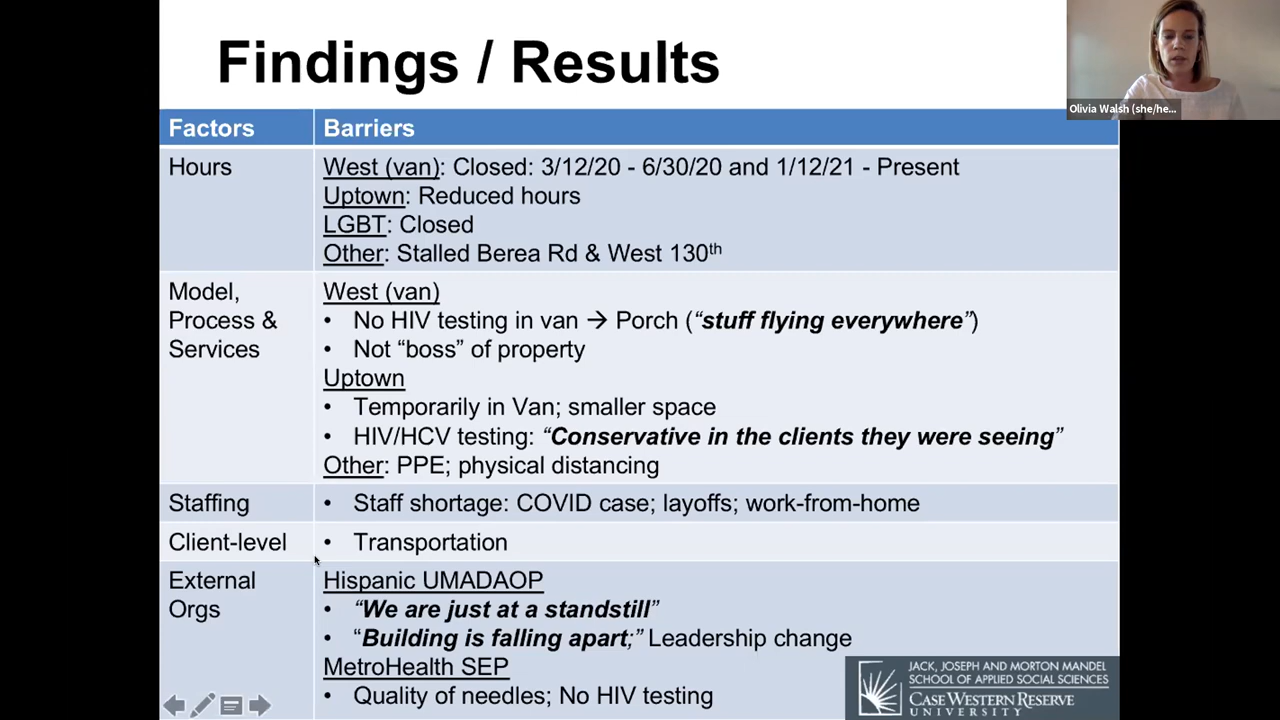 Findings / Results
Olivia Walsh (she/he...
Factors
Barriers
Hours
West (van): Closed: 3/12/20 - 6/30/20 and 1/12/21 - Present
Uptown: Reduced hours
LGBT: Closed
Other: Stalled Berea Rd & West 130th
Model,
Process &
Services
West (van)
• No HIV testing in van → Porch (“stuff flying everywhere”)
• Not “boss” of property
Uptown
• Temporarily in Van; smaller space
• HIV/HCV testing: “Conservative in the clients they were seeing”
Other: PPE; physical distancing
Staffing
• Staff shortage: COVID case; layoffs; work-from-home
Client-level
• Transportation
External
Orgs
Hispanic UMADAOP
• “We are just at a standstill”
• “Building is falling apart;” Leadership change
MetroHealth SEP
• Quality of needles; No HIV testing
JACK, JOSEPH AND MORTON MANDEL
SCHOOL OF APPLIED SOCIAL SCIENCES
CASE WESTERN RESERVE
UNIVERSITY